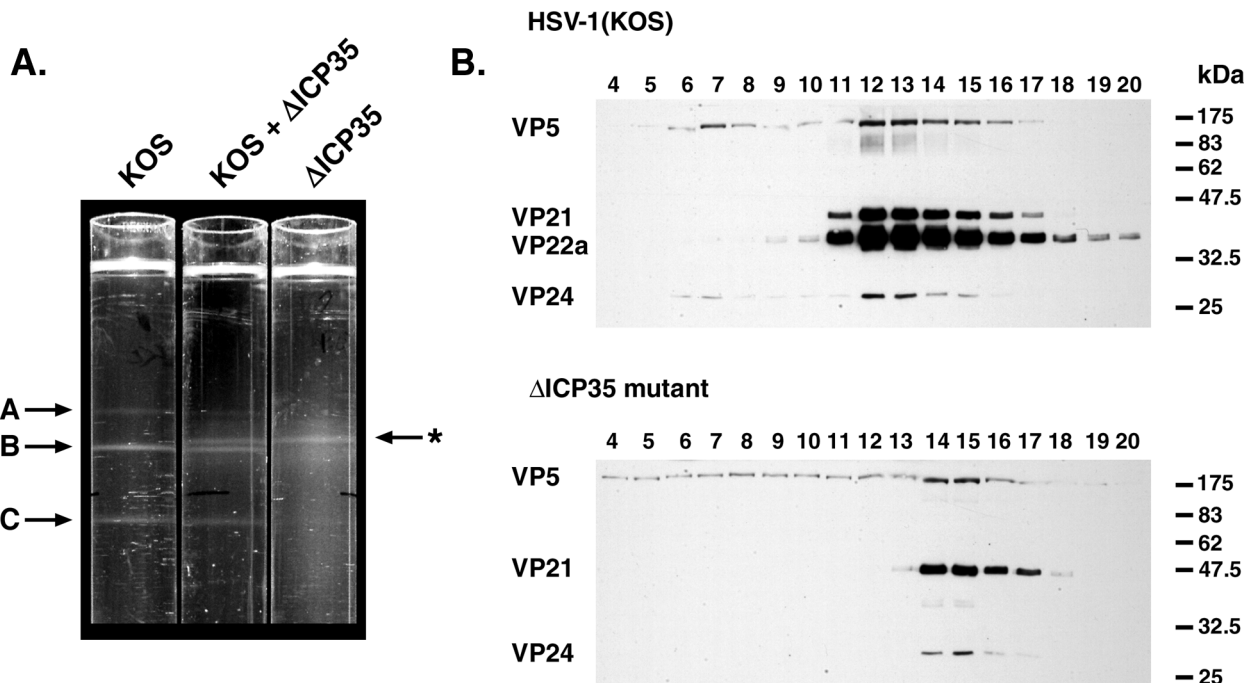 A.
KOS
KOS + ΔICP35
ΔICP35
A
B
C
*
B.
HSV-1(KOS)
4 5 6 7 8 9 10 11 12 13 14 15 16 17 18 19 20
kDa
VP5
VP21
VP22a
VP24
175
83
62
47.5
32.5
25
ΔICP35 mutant
4 5 6 7 8 9 10 11 12 13 14 15 16 17 18 19 20
VP5
VP21
VP24
175
83
62
47.5
32.5
25